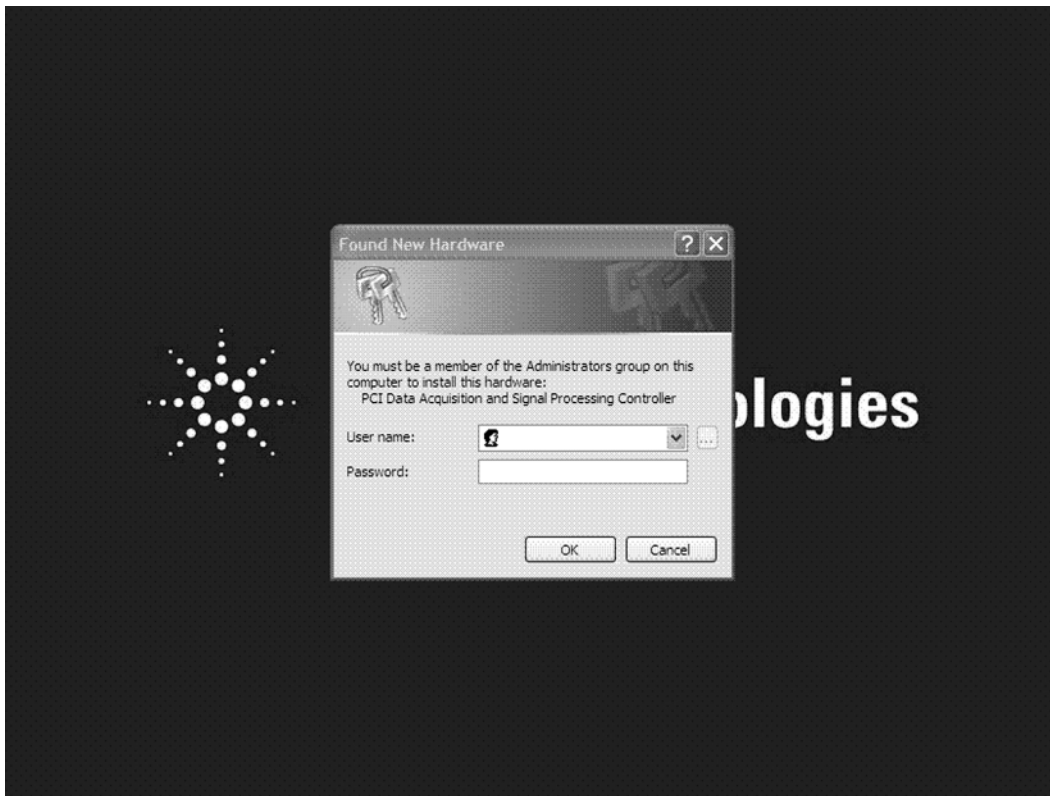 Found New Hardware
You must be a member of the Administrators group on this
computer to install this hardware:
PCI Data Acquisition and Signal Processing Controller
ologies
User name:
...
Password:
OK
Cancel